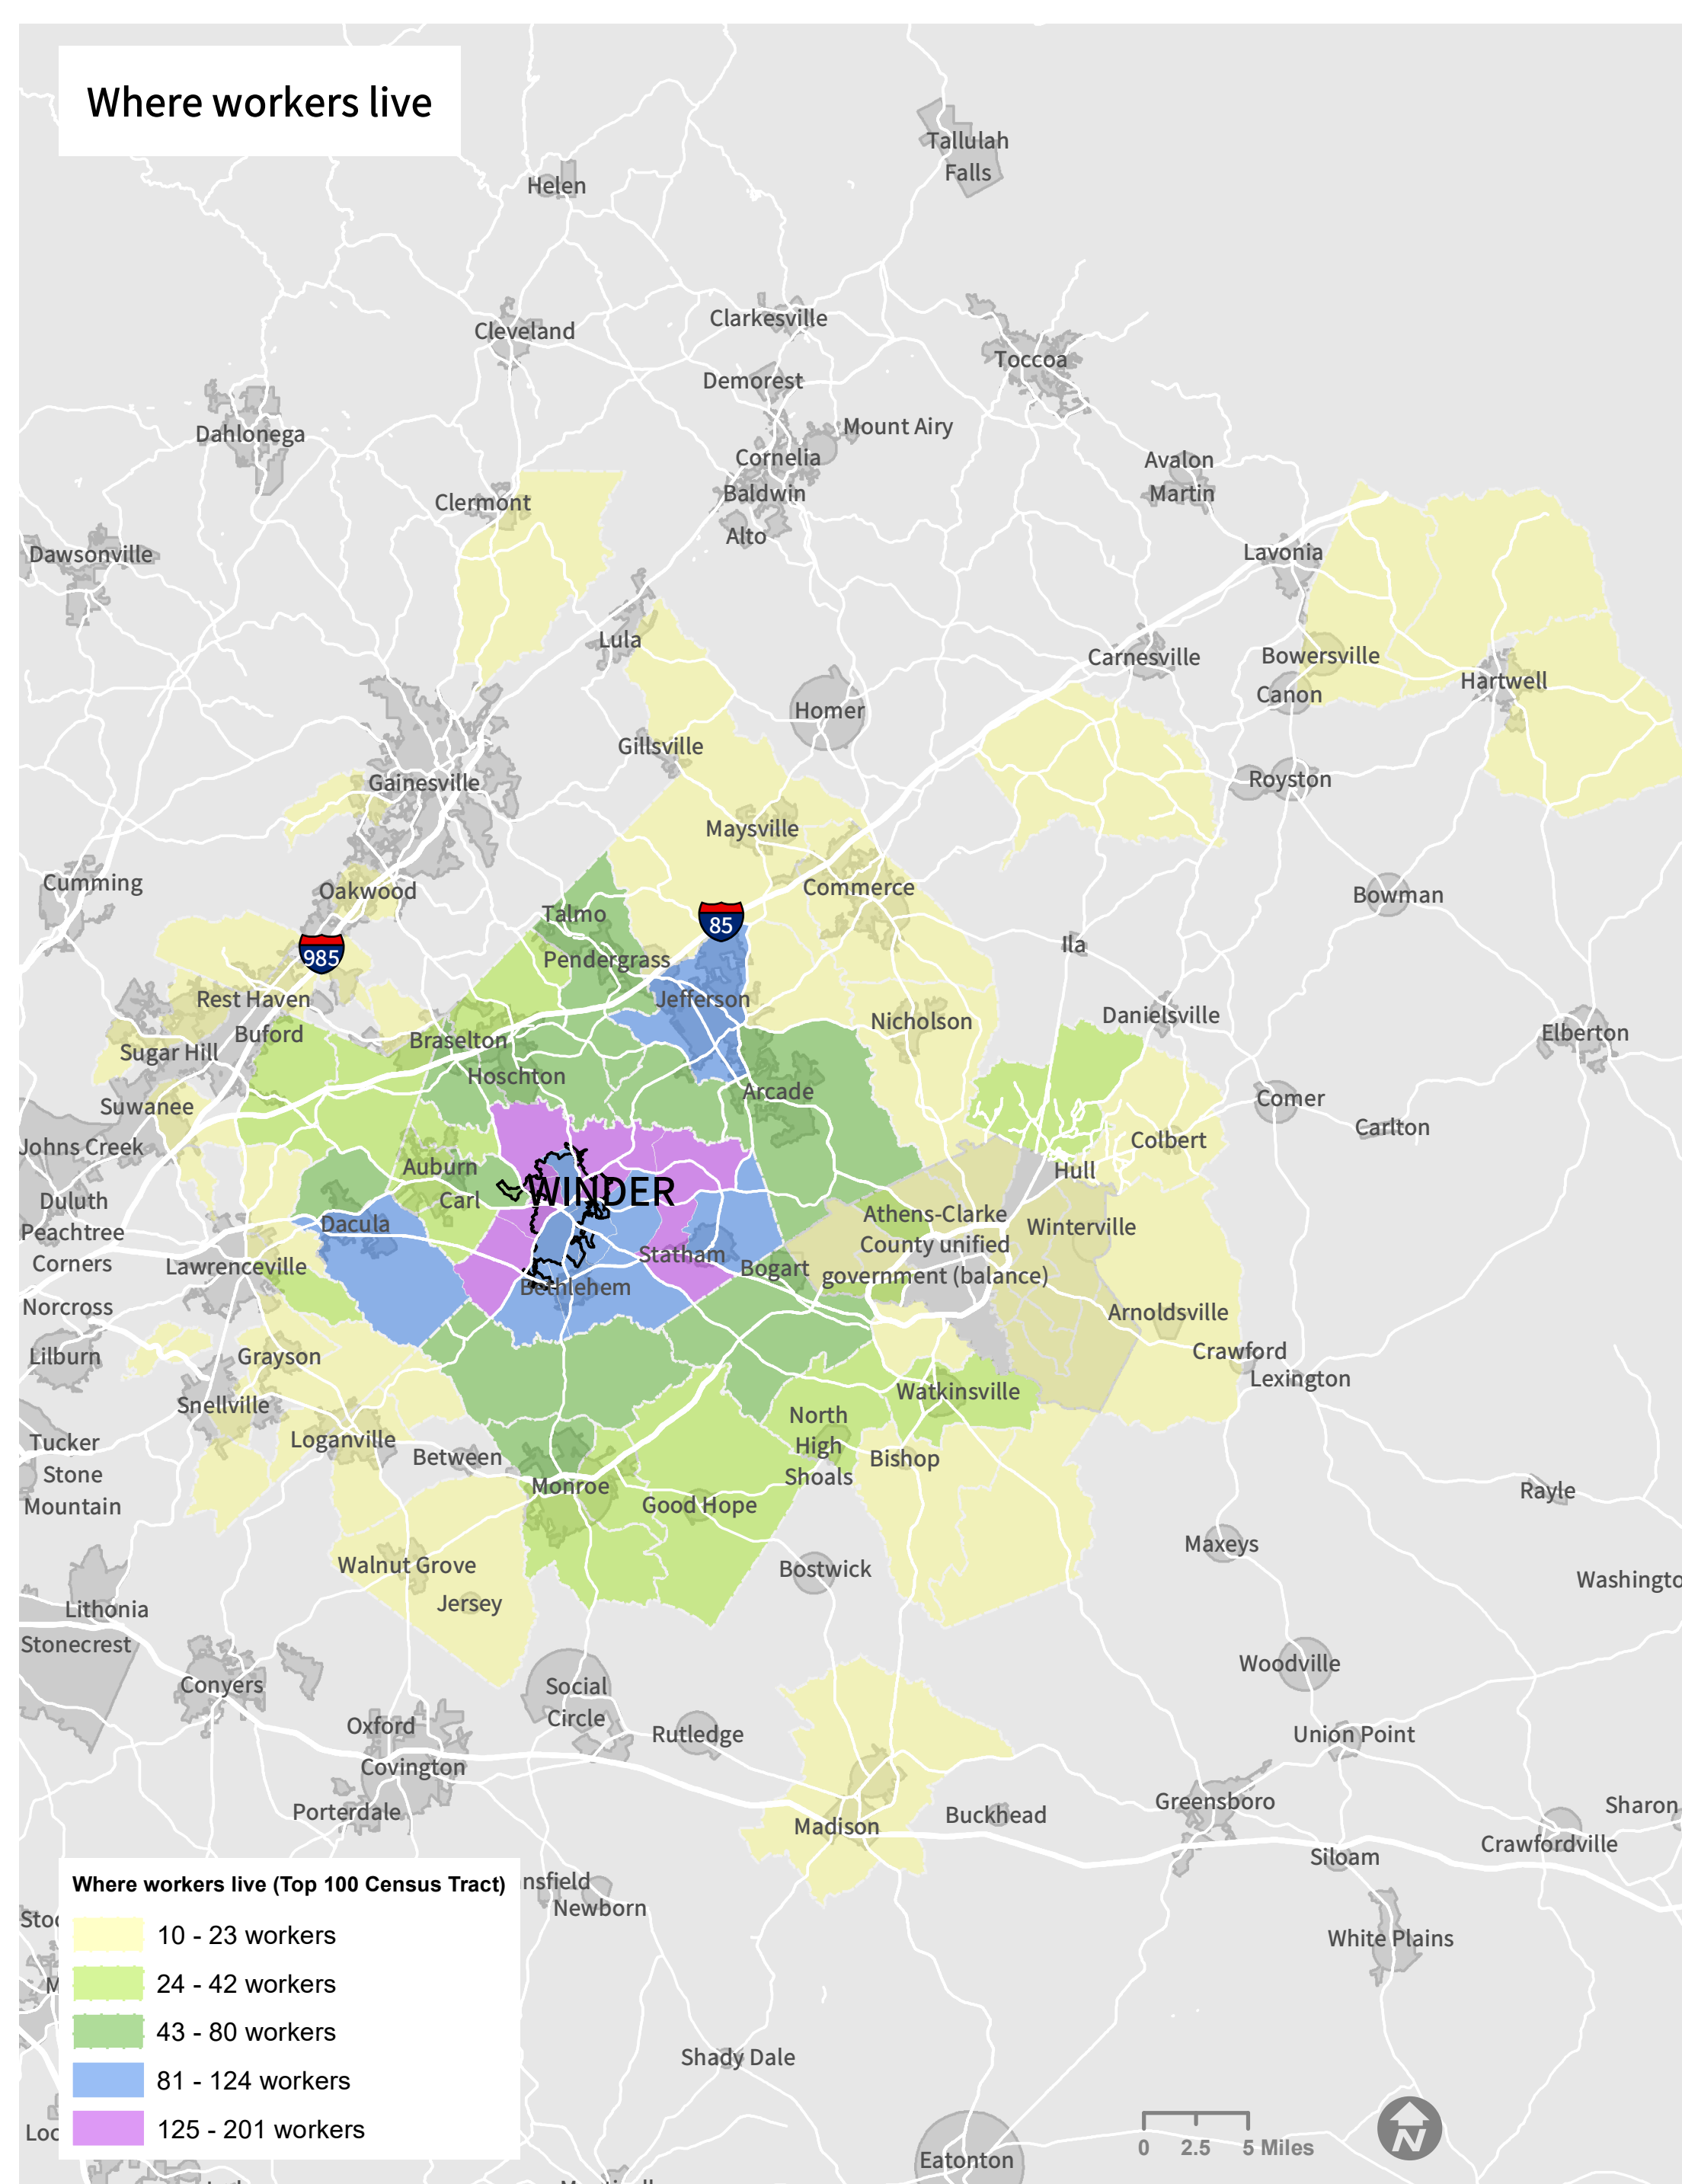 Where workers live
Tallulah
Falls
Helen
Clarkesville
Cleveland
Toccoa
Demorest
Mount Airy
Dahlonega
Cornelia
Avalon
Baldwin
Martin
Clermont
Alto
Lavonia
Dawsonville
Lula
Carnesville
Bowersville
Hartwell
Canon
Homer
Gillsville
Gainesville
Royston
Maysville
Cumming
Oakwood
Commerce
Bowman
Talmo
85
Ila
985
Pendergrass
Rest Haven
Jefferson
Danielsville
Nicholson
Elberton
Buford
Braselton
Sugar Hill
Hoschton
Arcade
Comer
Suwanee
Carlton
Johns Creek
Colbert
Auburn
Hull
Duluth
Carl
WINDER
Athens-Clarke
County unified
government (balance)
Winterville
Peachtree
Corners
Dacula
Statham
Bogart
Lawrenceville
Bethlehem
Norcross
Arnoldsville
Lilburn
Grayson
Crawford
Lexington
Watkinsville
Snellville
North
High
Shoals
Loganville
Tucker
Between
Bishop
Stone
Mountain
Monroe
Good Hope
Rayle
Maxeys
Walnut Grove
Bostwick
Jersey
Lithonia
Stonecrest
Woodville
Conyers
Social
Circle
Oxford
Rutledge
Union Point
Covington
Greensboro
Sharon
Porterdale
Buckhead
Madison
Crawfordville
Siloam
Where workers live (Top 100 Census Tract)
nsfield
Newborn
10 - 23 workers
White Plains
24 - 42 workers
43 - 80 workers
Shady Dale
81 - 124 workers
125 - 201 workers
0 2.5 5 Miles
N
Eatonton